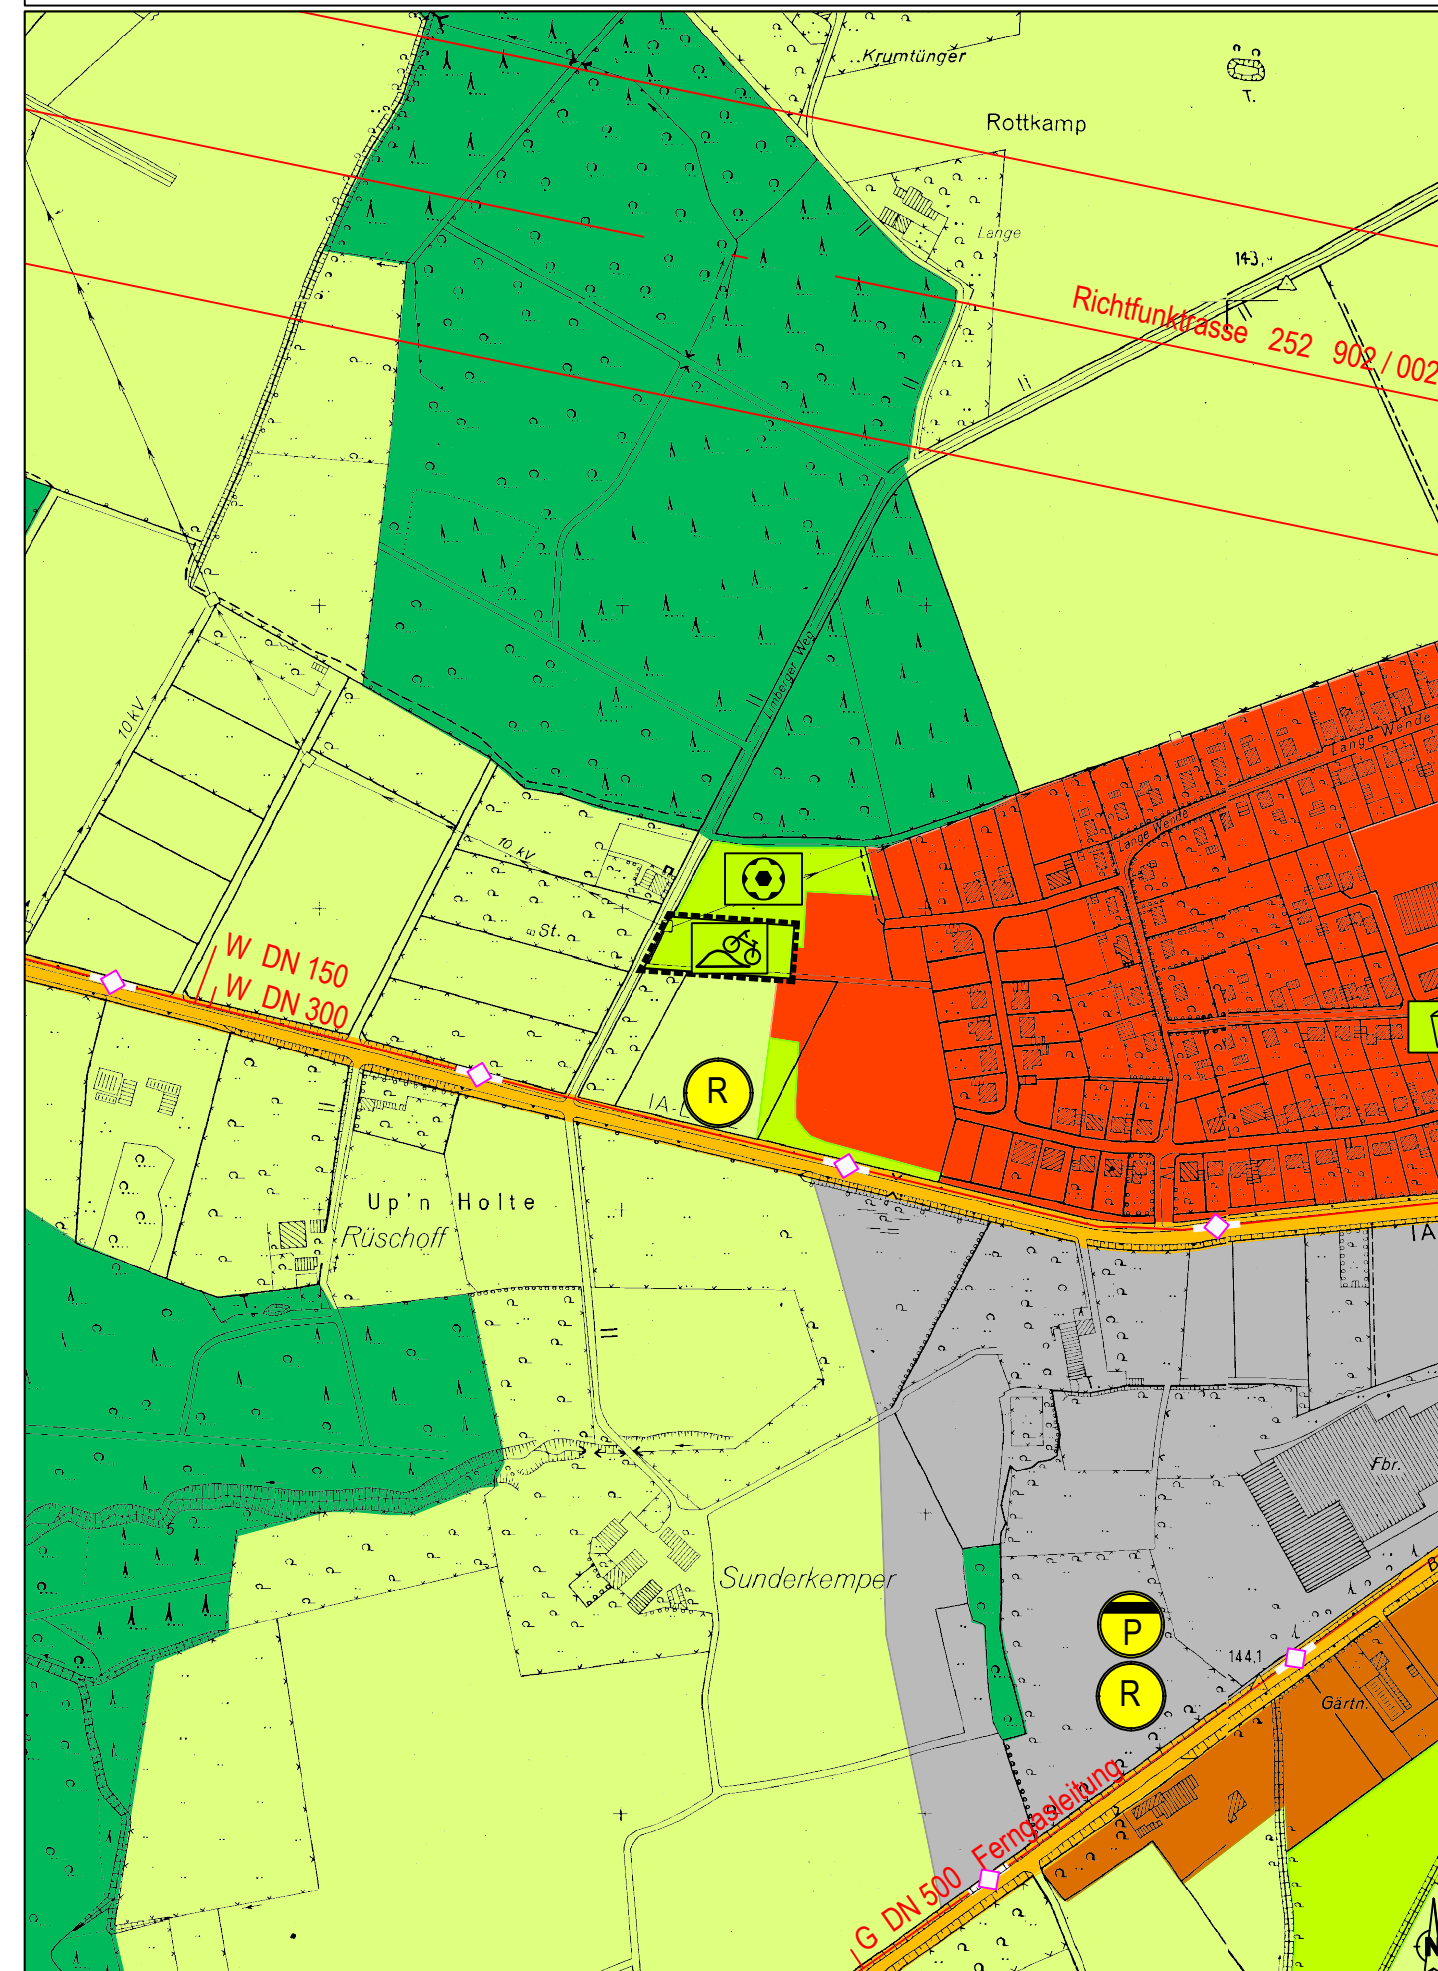 Krumtünger
T.
Rottkamp
Lange
143,
Richtfunktrasse 252 902 / 002
Limberger Weg
10 kV
10 kV
Lange Wende
Lange Wende
St.
W DN 150
W DN 300
R
IA
Up'n Holte
Rüschoff
IA
Fbr.
Sunderkemper
P
R
144,1
Gärtn.
G DN 500 Ferngasleitung
B
N